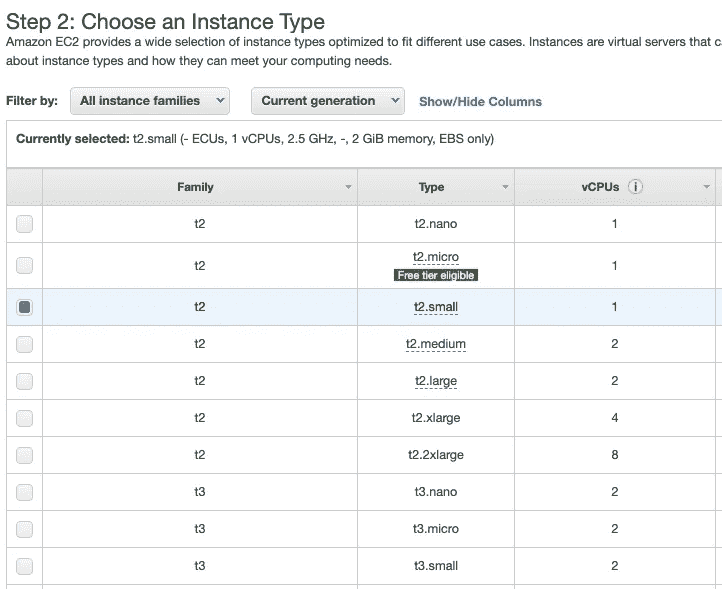 Step 2: Choose an Instance Type
Amazon EC2 provides a wide selection of instance types optimized to fit different use cases. Instances are virtual servers that
about instance types and how they can meet your computing needs.
Filter by: All instance families Current generation Show/Hide Columns
Currently selected: t2.small (- ECUs, 1 vCPUs, 2.5 GHz, -, 2 GiB memory, EBS only)
Family Type vCPUs i
t2 t2.nano 1
t2 t2.micro 1
Free tier eligible
t2 t2.small 1
t2 t2.medium 2
t2 t2.large 2
t2 t2.xlarge 4
t2 t2.2xlarge 8
t3 t3.nano 2
t3 t3.micro 2
t3 t3.small 2